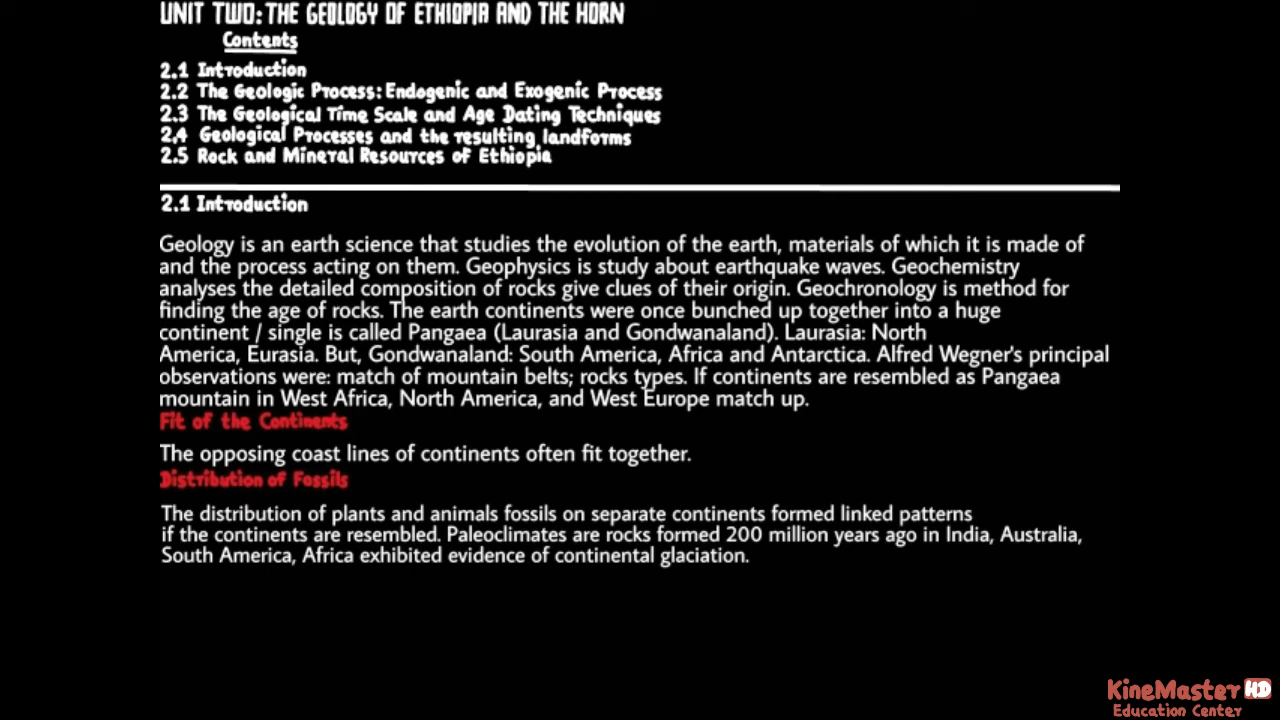 UNIT TWO: THE GEOLOGY OF ETHIOPIA AND THE HORN
Contents
2.1 Introduction
2.2 The Geologic Process: Endogenic and Exogenic Process
2.3 The Geological Time Scale and Age Dating Techniques
2.4 Geological Processes and the resulting landforms
2.5 Rock and Mineral Resources of Ethiopia
2.1 Introduction
Geology is an earth science that studies the evolution of the earth, materials of which it is made of
and the process acting on them. Geophysics is study about earthquake waves. Geochemistry
analyses the detailed composition of rocks give clues of their origin. Geochronology is method for
finding the age of rocks. The earth continents were once bunched up together into a huge
continent / single is called Pangaea (Laurasia and Gondwanaland). Laurasia: North
America, Eurasia. But, Gondwanaland: South America, Africa and Antarctica. Alfred Wegner's principal
observations were: match of mountain belts; rocks types. If continents are resembled as Pangaea
mountain in West Africa, North America, and West Europe match up.
Fit of the Continents
The opposing coast lines of continents often fit together.
Distribution of Fossils
The distribution of plants and animals fossils on separate continents formed linked patterns
if the continents are resembled. Paleoclimates are rocks formed 200 million years ago in India, Australia,
South America, Africa exhibited evidence of continental glaciation.
KineMaster HD
Education Center